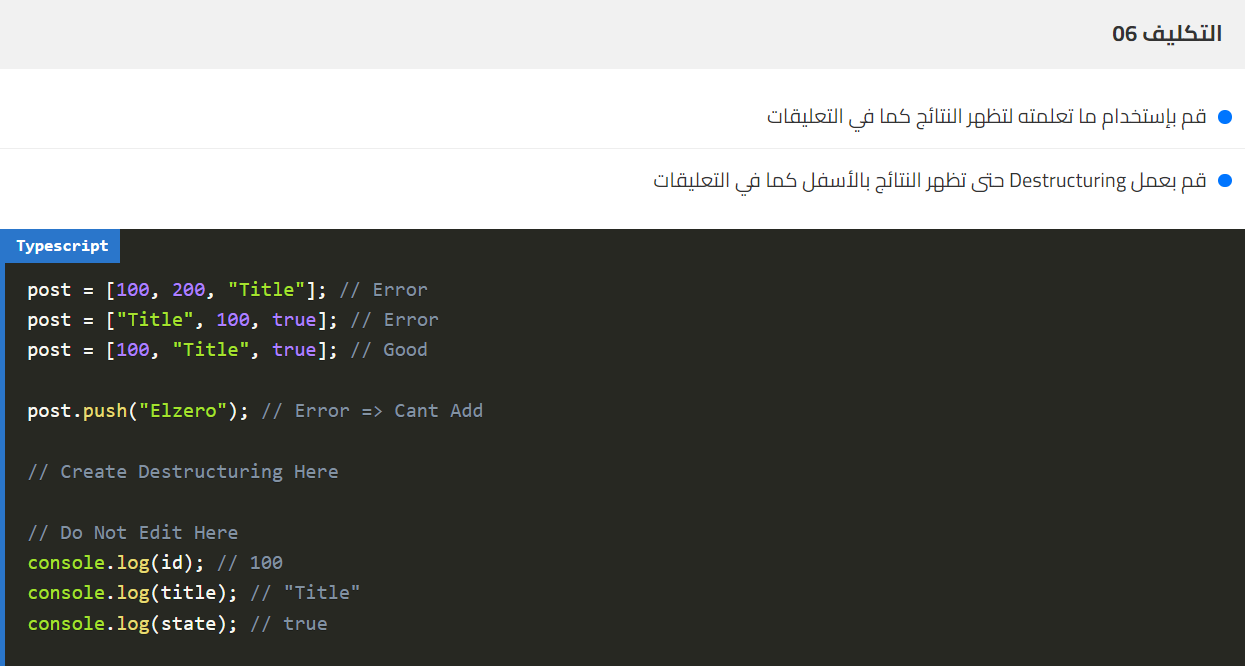 التكليف 06
قم بإستخدام ما تعلمته لتظهر النتائج كما في التعليقات
قم بعمل Destructuring حتى تظهر النتائج بالأسفل كما في التعليقات
Typescript
post = [100, 200, "Title"]; // Error
post = ["Title", 100, true]; // Error
post = [100, "Title", true]; // Good
post.push("Elzero"); // Error => Cant Add
// Create Destructuring Here
// Do Not Edit Here
console.log(id); // 100
console.log(title); // "Title"
console.log(state); // true